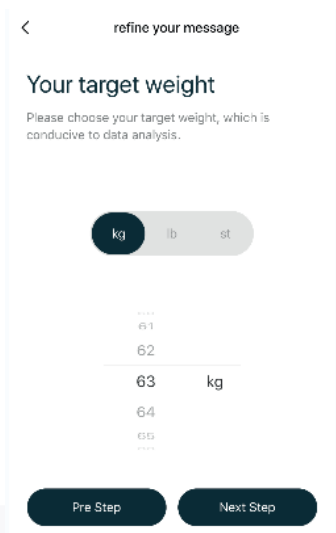 refine your message
Your target weight
Please choose your target weight, which is
conducive to data analysis.
kg lb st
61
62
63 kg
64
65
Pre Step Next Step